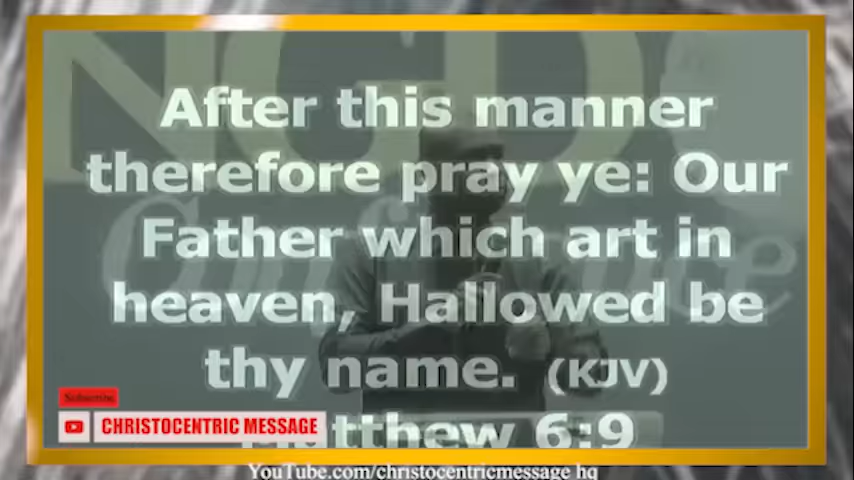 After this manner
therefore pray ye: Our
Father which art in
heaven, Hallowed be
thy name. (KJV)
Matthew 6:9
Subscribe
CHRISTOCENTRIC MESSAGE
YouTube.com/christocentricmessage hq